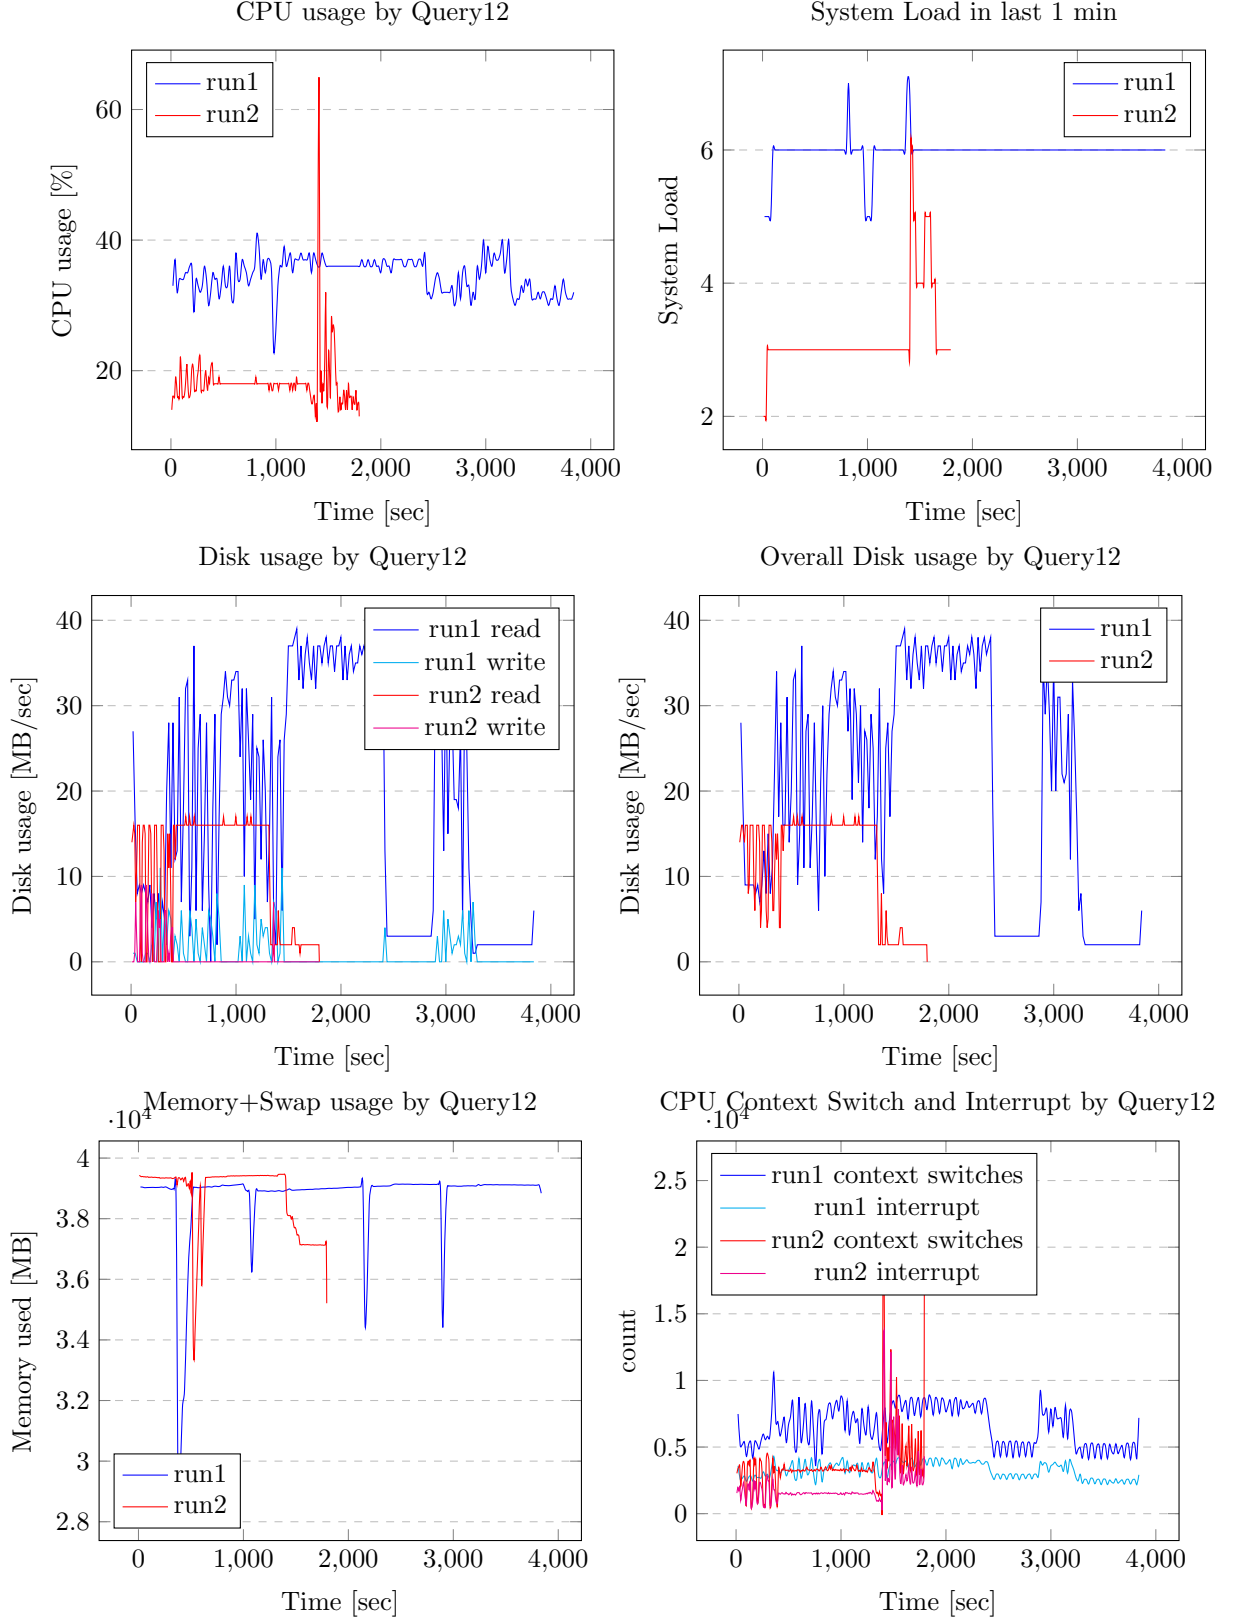 CPU usage by Query12
CPU usage [%]
60
40
20
run1
run2
0
1,000
2,000
3,000
4,000
Time [sec]
System Load in last 1 min
System Load
6
4
2
run1
run2
0
1,000
2,000
3,000
4,000
Time [sec]
Disk usage by Query12
Disk usage [MB/sec]
40
30
20
10
0
run1 read
run1 write
run2 read
run2 write
0
1,000
2,000
3,000
4,000
Time [sec]
Overall Disk usage by Query12
Disk usage [MB/sec]
40
30
20
10
0
run1
run2
0
1,000
2,000
3,000
4,000
Time [sec]
Memory+Swap usage by Query12
·10⁴
Memory used [MB]
4
3.8
3.6
3.4
3.2
3
2.8
run1
run2
0
1,000
2,000
3,000
4,000
Time [sec]
CPU Context Switch and Interrupt by Query12
·10⁴
count
2.5
2
1.5
1
0.5
0
run1 context switches
run1 interrupt
run2 context switches
run2 interrupt
0
1,000
2,000
3,000
4,000
Time [sec]